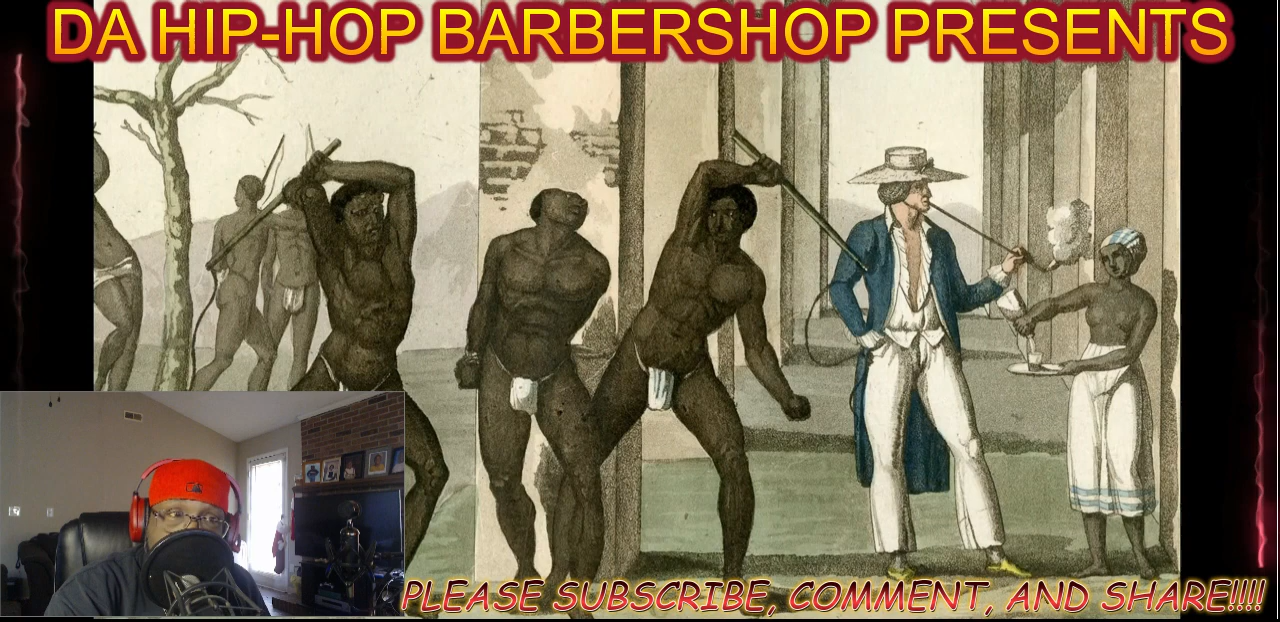 DA HIP-HOP BARBERSHOP PRESENTS
PLEASE SUBSCRIBE, COMMENT, AND SHARE!!!!